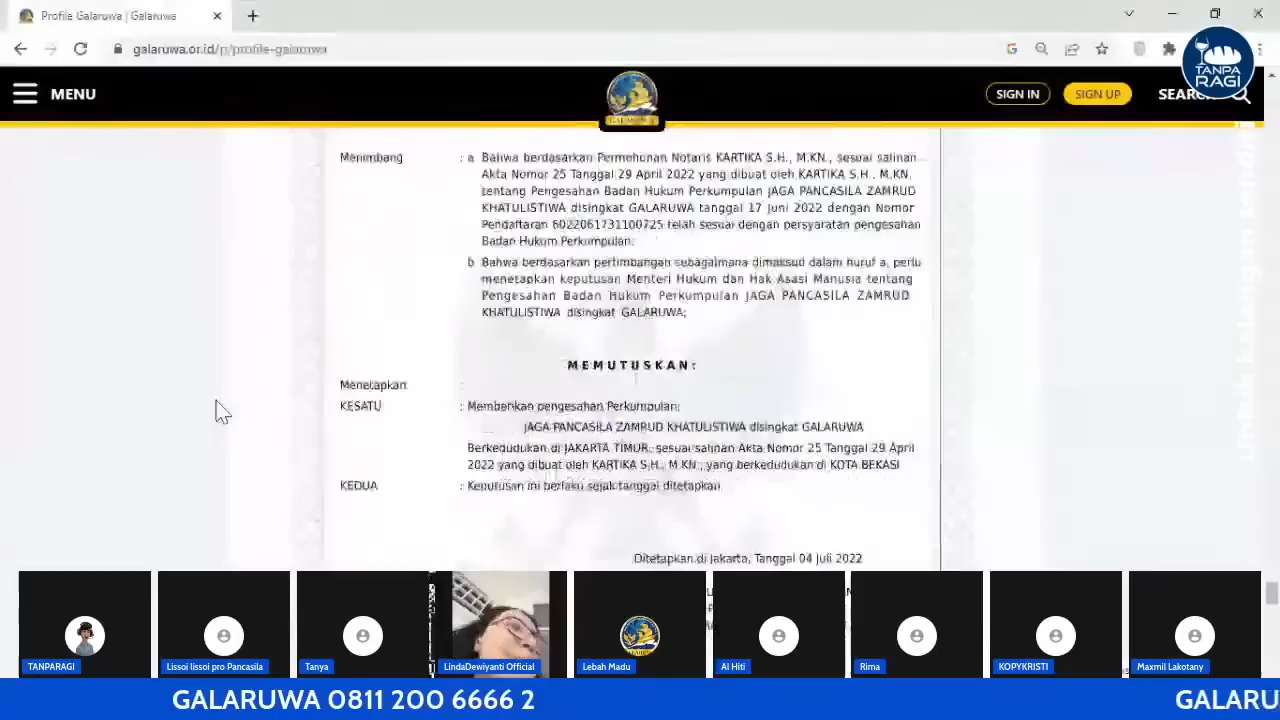 Profile Galaruwa | Galaruwa
galaruwa.or.id/p/profile-galaruwa
MENU
GALARUWA
SIGN IN
SIGN UP
SEARC
TANPA
RAGI
Menimbang : a Bahwa berdasarkan Permohonan Notaris KARTIKA S.H., M.KN., sesuai salinan
Akta Nomor 25 Tanggal 29 April 2022 yang dibuat oleh KARTIKA S.H., M.KN.
tentang Pengesahan Badan Hukum Perkumpulan JAGA PANCASILA ZAMRUD
KHATULISTIWA disingkat GALARUWA tanggal 17 Juni 2022 dengan Nomor
Pendaftaran 6022061731100725 telah sesuai dengan persyaratan pengesahan
Badan Hukum Perkumpulan;
b Bahwa berdasarkan pertimbangan sebagaimana dimaksud dalam huruf a, perlu
menetapkan keputusan Menteri Hukum dan Hak Asasi Manusia tentang
Pengesahan Badan Hukum Perkumpulan JAGA PANCASILA ZAMRUD
KHATULISTIWA disingkat GALARUWA;
MEMUTUSKAN:
Menetapkan :
KESATU : Memberikan pengesahan Perkumpulan:
JAGA PANCASILA ZAMRUD KHATULISTIWA disingkat GALARUWA
Berkedudukan di JAKARTA TIMUR, sesuai salinan Akta Nomor 25 Tanggal 29 April
2022 yang dibuat oleh KARTIKA S.H., M.KN., yang berkedudukan di KOTA BEKASI
KEDUA : Keputusan ini berlaku sejak tanggal ditetapkan
Ditetapkan di Jakarta, Tanggal 04 Juli 2022
Untuk kalangan sendiri
TANPARAGI
Lissoi lissoi pro Pancasila
Tanya
LindaDewiyanti Official
Lebah Madu
Al Hiti
Rima
KOPYKRISTI
Maxmil Lakotany
GALARUWA 0811 200 6666 2
GALARU